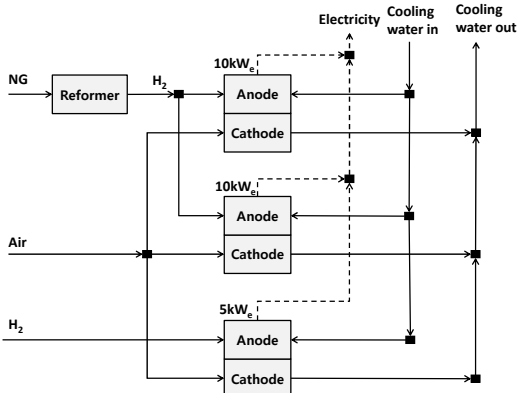 Electricity
Cooling
water in
Cooling
water out
10kWₑ
NG
Reformer
H₂
Anode
Cathode
10kWₑ
Anode
Cathode
Air
5kWₑ
H₂
Anode
Cathode